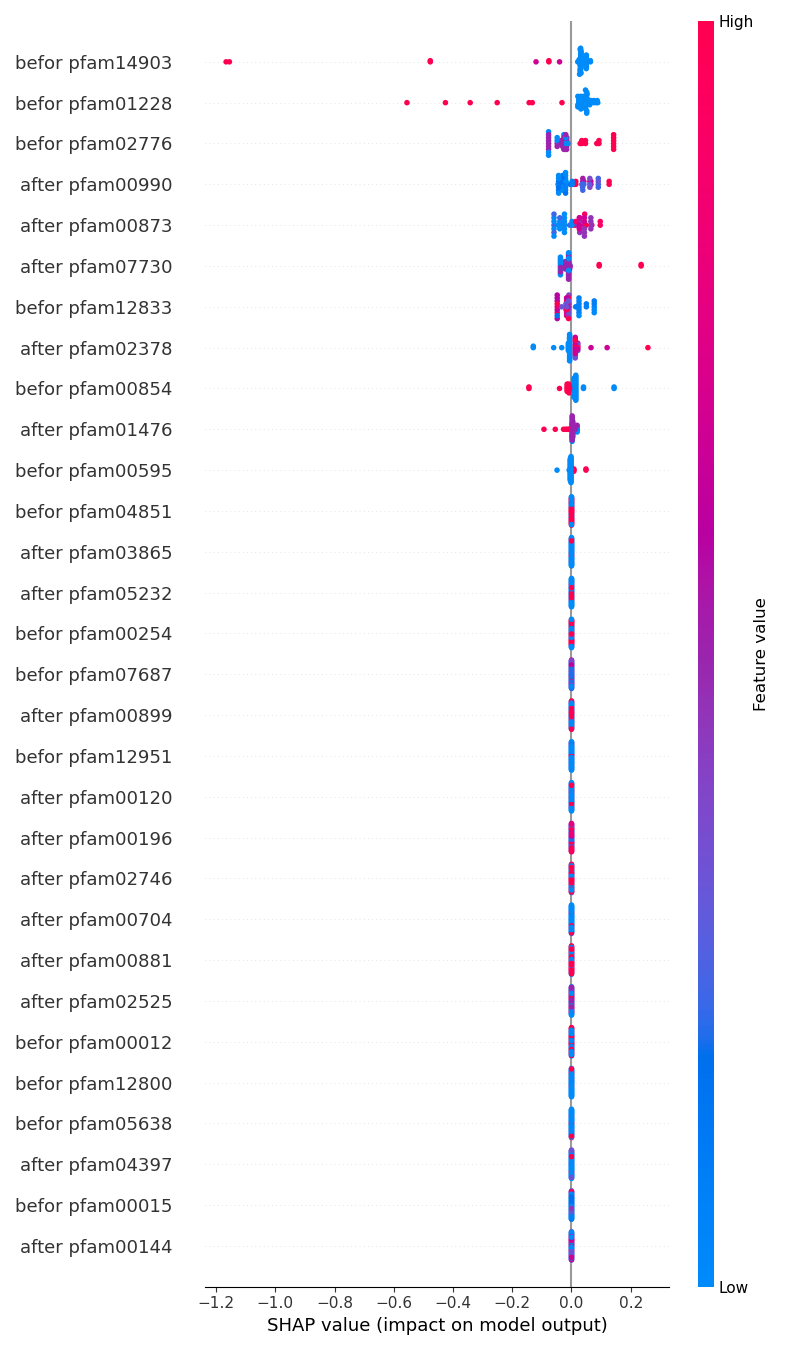 High
befor pfam14903
befor pfam01228
befor pfam02776
after pfam00990
after pfam00873
after pfam07730
befor pfam12833
after pfam02378
befor pfam00854
after pfam01476
befor pfam00595
befor pfam04851
after pfam03865
after pfam05232
befor pfam00254
befor pfam07687
after pfam00899
befor pfam12951
after pfam00120
after pfam00196
after pfam02746
after pfam00704
after pfam00881
after pfam02525
befor pfam00012
befor pfam12800
befor pfam05638
after pfam04397
befor pfam00015
after pfam00144
Feature value
Low
−1.2 −1.0 −0.8 −0.6 −0.4 −0.2 0.0 0.2
SHAP value (impact on model output)